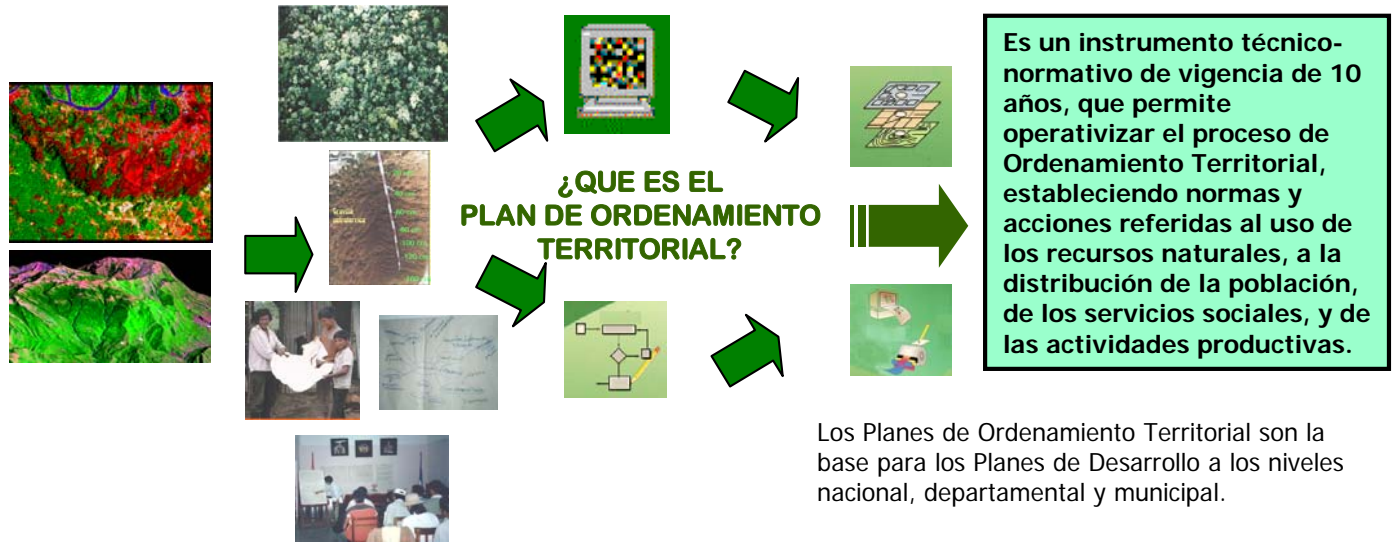 ¿QUE ES EL
PLAN DE ORDENAMIENTO
TERRITORIAL?
Es un instrumento técnico-
normativo de vigencia de 10
años, que permite
operativizar el proceso de
Ordenamiento Territorial,
estableciendo normas y
acciones referidas al uso de
los recursos naturales, a la
distribución de la población,
de los servicios sociales, y de
las actividades productivas.
Los Planes de Ordenamiento Territorial son la
base para los Planes de Desarrollo a los niveles
nacional, departamental y municipal.